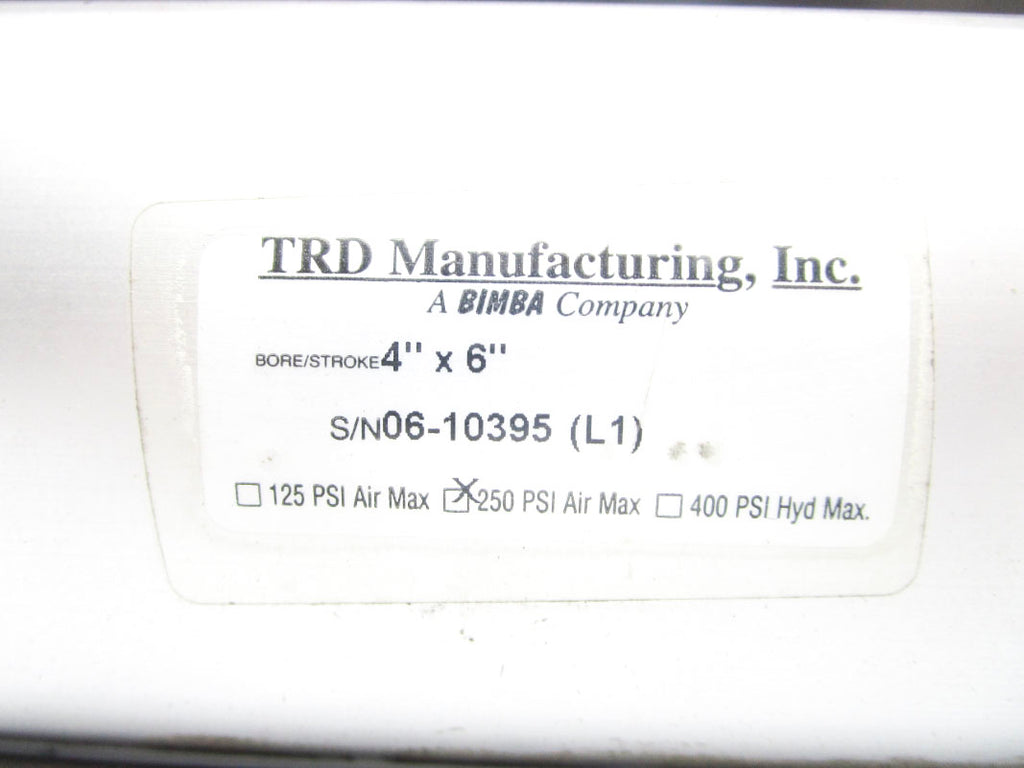 TRD Manufacturing, Inc.
A BIMBA Company
BORE/STROKE 4" x 6"
S/N 06-10395 (L1)
☐ 125 PSI Air Max ☒ 250 PSI Air Max ☐ 400 PSI Hyd Max.